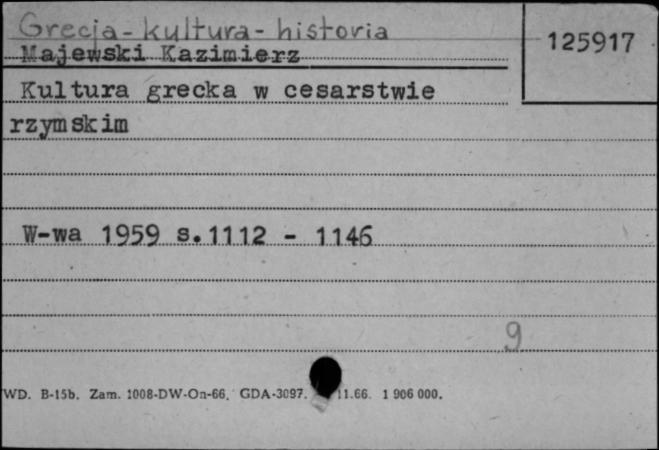 Grecja - kultura - historia
125917
Majewski Kazimierz
Kultura grecka w cesarstwie
rzymskim
W-wa 1959 s.1112 - 1146
9
WD. B-15b. Zam. 1008-DW-On-66. GDA-3097. 11.66. 1 906 000.